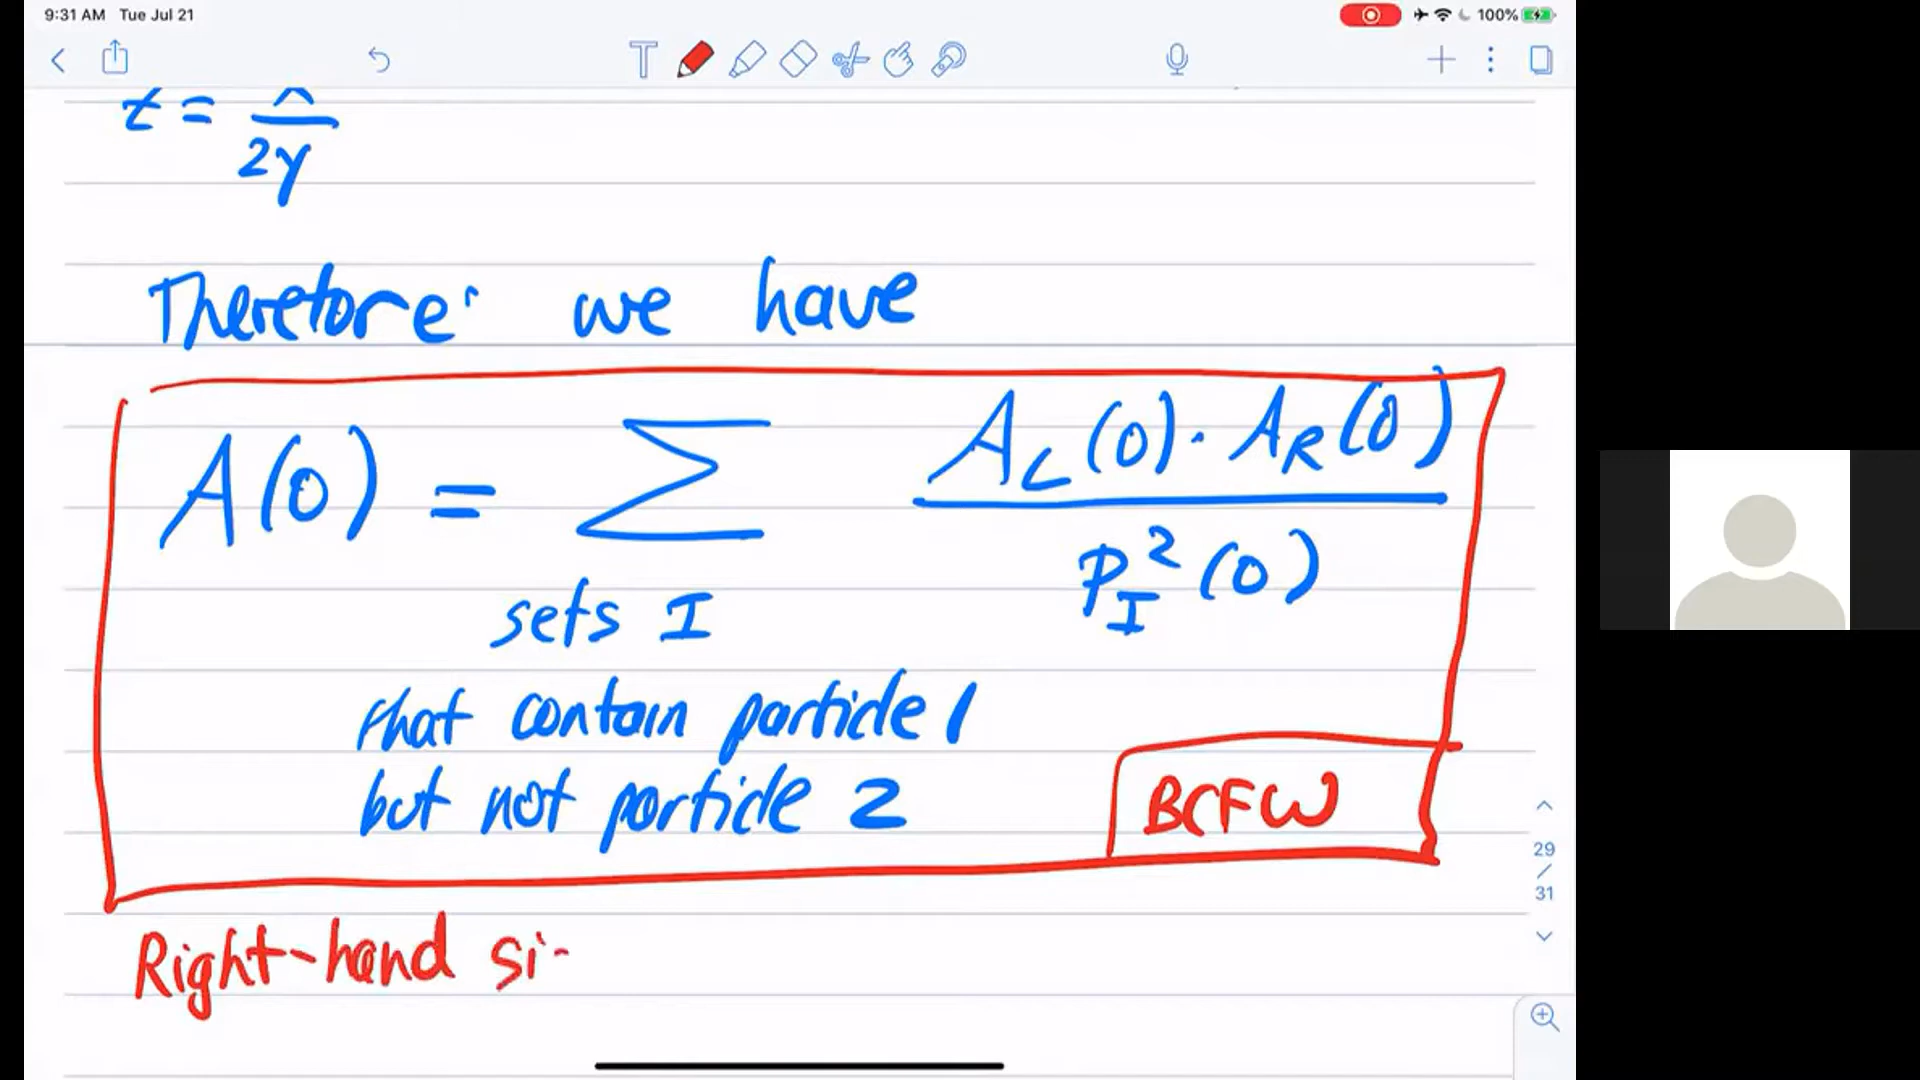 9:31 AM Tue Jul 21
100%
t =
2y
Therefore: we have
A(0) = Σ A_L(0) · A_R(0)
P_I^2(0)
sets I
that contain particle 1
but not particle 2
BCFW
29
/
31
Right-hand si-